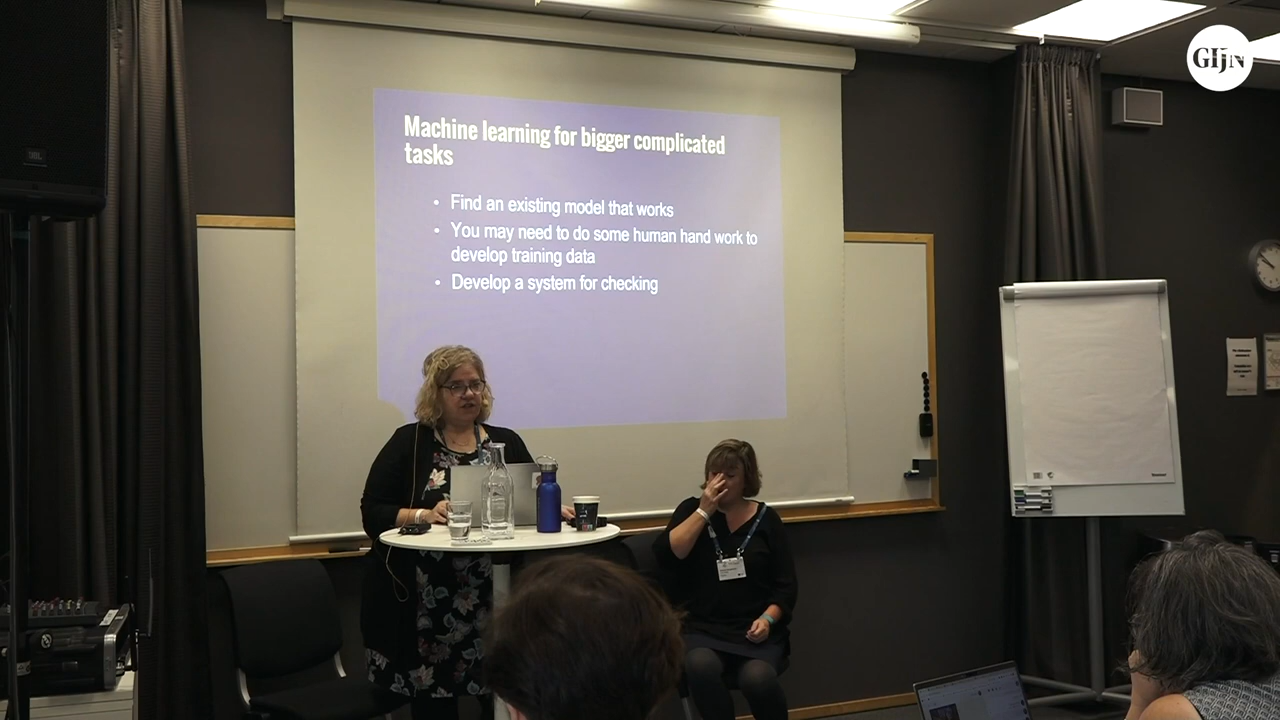 GIJN
Machine learning for bigger complicated
tasks
• Find an existing model that works
• You may need to do some human hand work to
develop training data
• Develop a system for checking
JBL